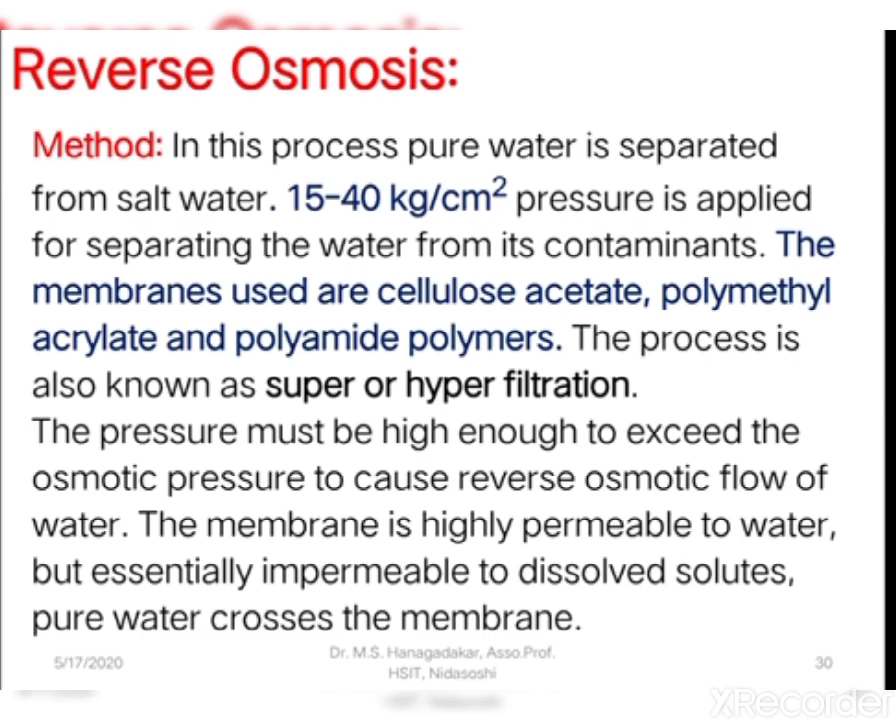 Reverse Osmosis:
Method: In this process pure water is separated
from salt water. 15-40 kg/cm² pressure is applied
for separating the water from its contaminants. The
membranes used are cellulose acetate, polymethyl
acrylate and polyamide polymers. The process is
also known as super or hyper filtration.
The pressure must be high enough to exceed the
osmotic pressure to cause reverse osmotic flow of
water. The membrane is highly permeable to water,
but essentially impermeable to dissolved solutes,
pure water crosses the membrane.
5/17/2020
Dr. M.S. Hanagadakar, Asso.Prof.
HSIT, Nidasoshi
30
XRecorder